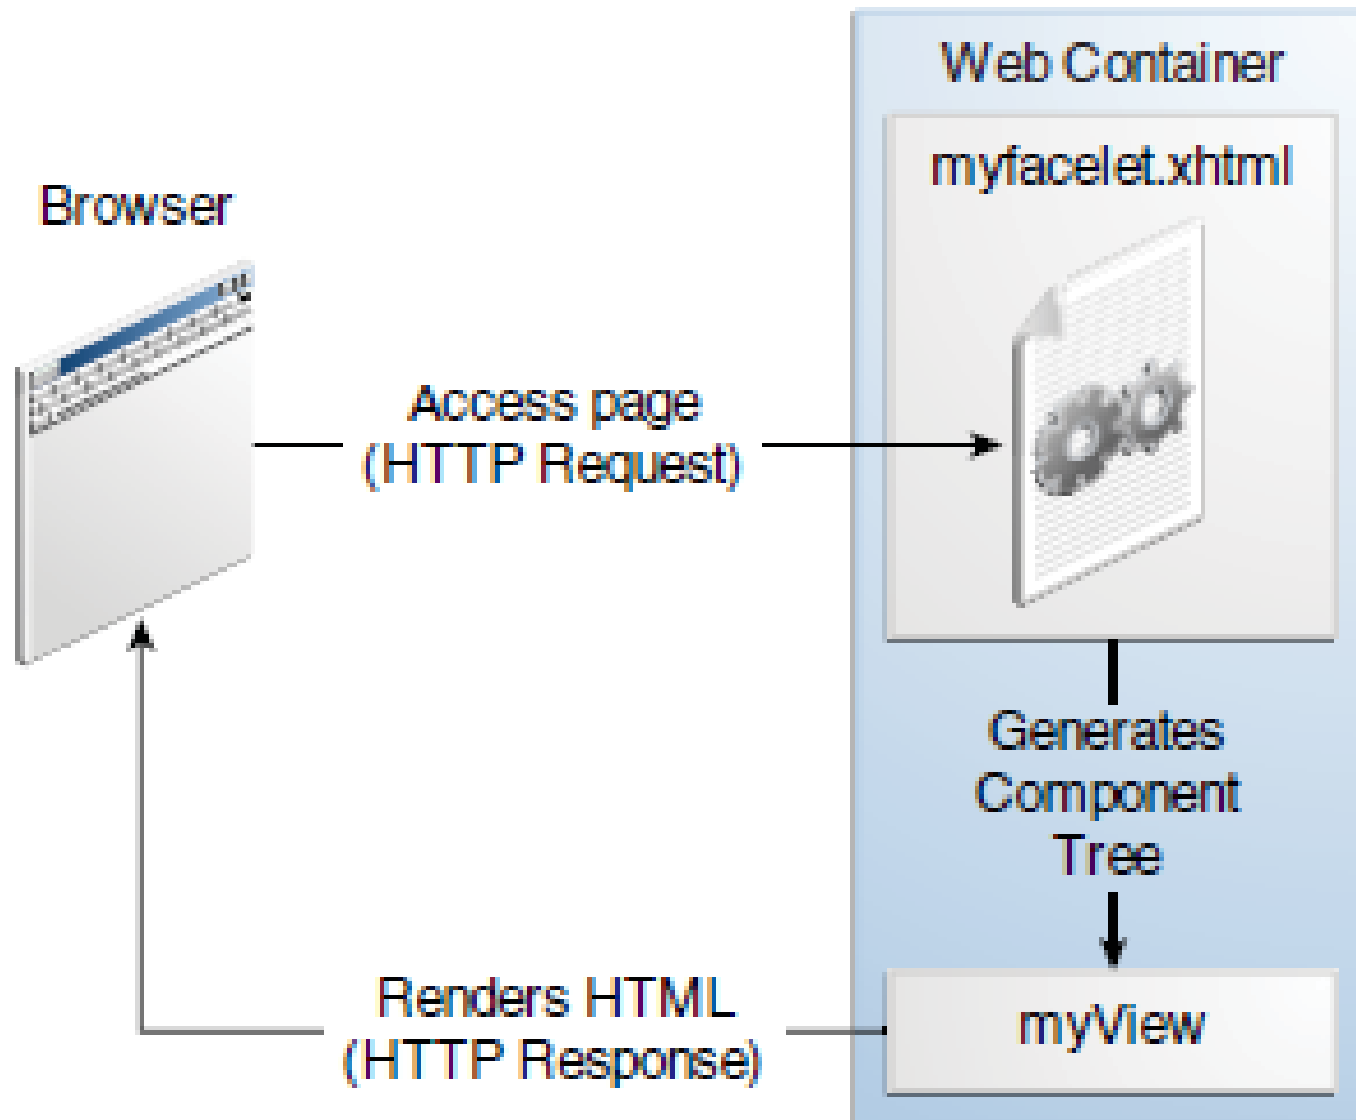 Web Container
myfacelet.xhtml
Browser
Access page
(HTTP Request)
Generates
Component
Tree
Renders HTML
(HTTP Response)
myView